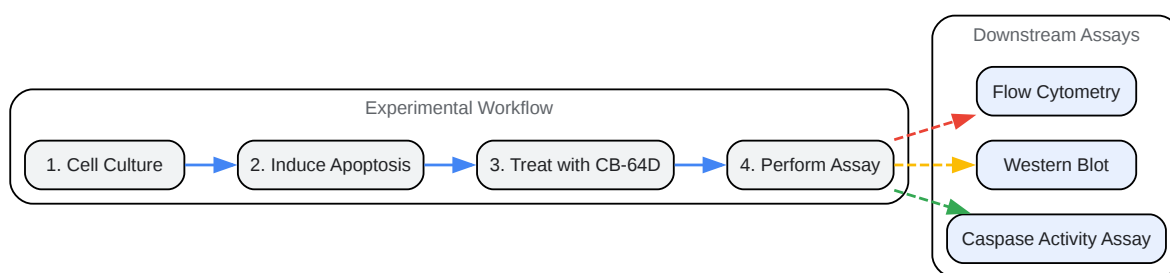 Experimental Workflow
1. Cell Culture
2. Induce Apoptosis
3. Treat with CB-64D
4. Perform Assay
Downstream Assays
Flow Cytometry
Western Blot
Caspase Activity Assay